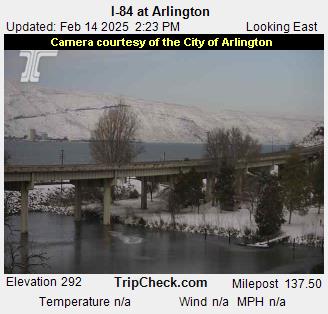 I-84 at Arlington
Updated: Feb 14 2025 2:23 PM Looking East
Camera courtesy of the City of Arlington
Elevation 292 TripCheck.com Milepost 137.50
Temperature n/a Wind n/a MPH n/a